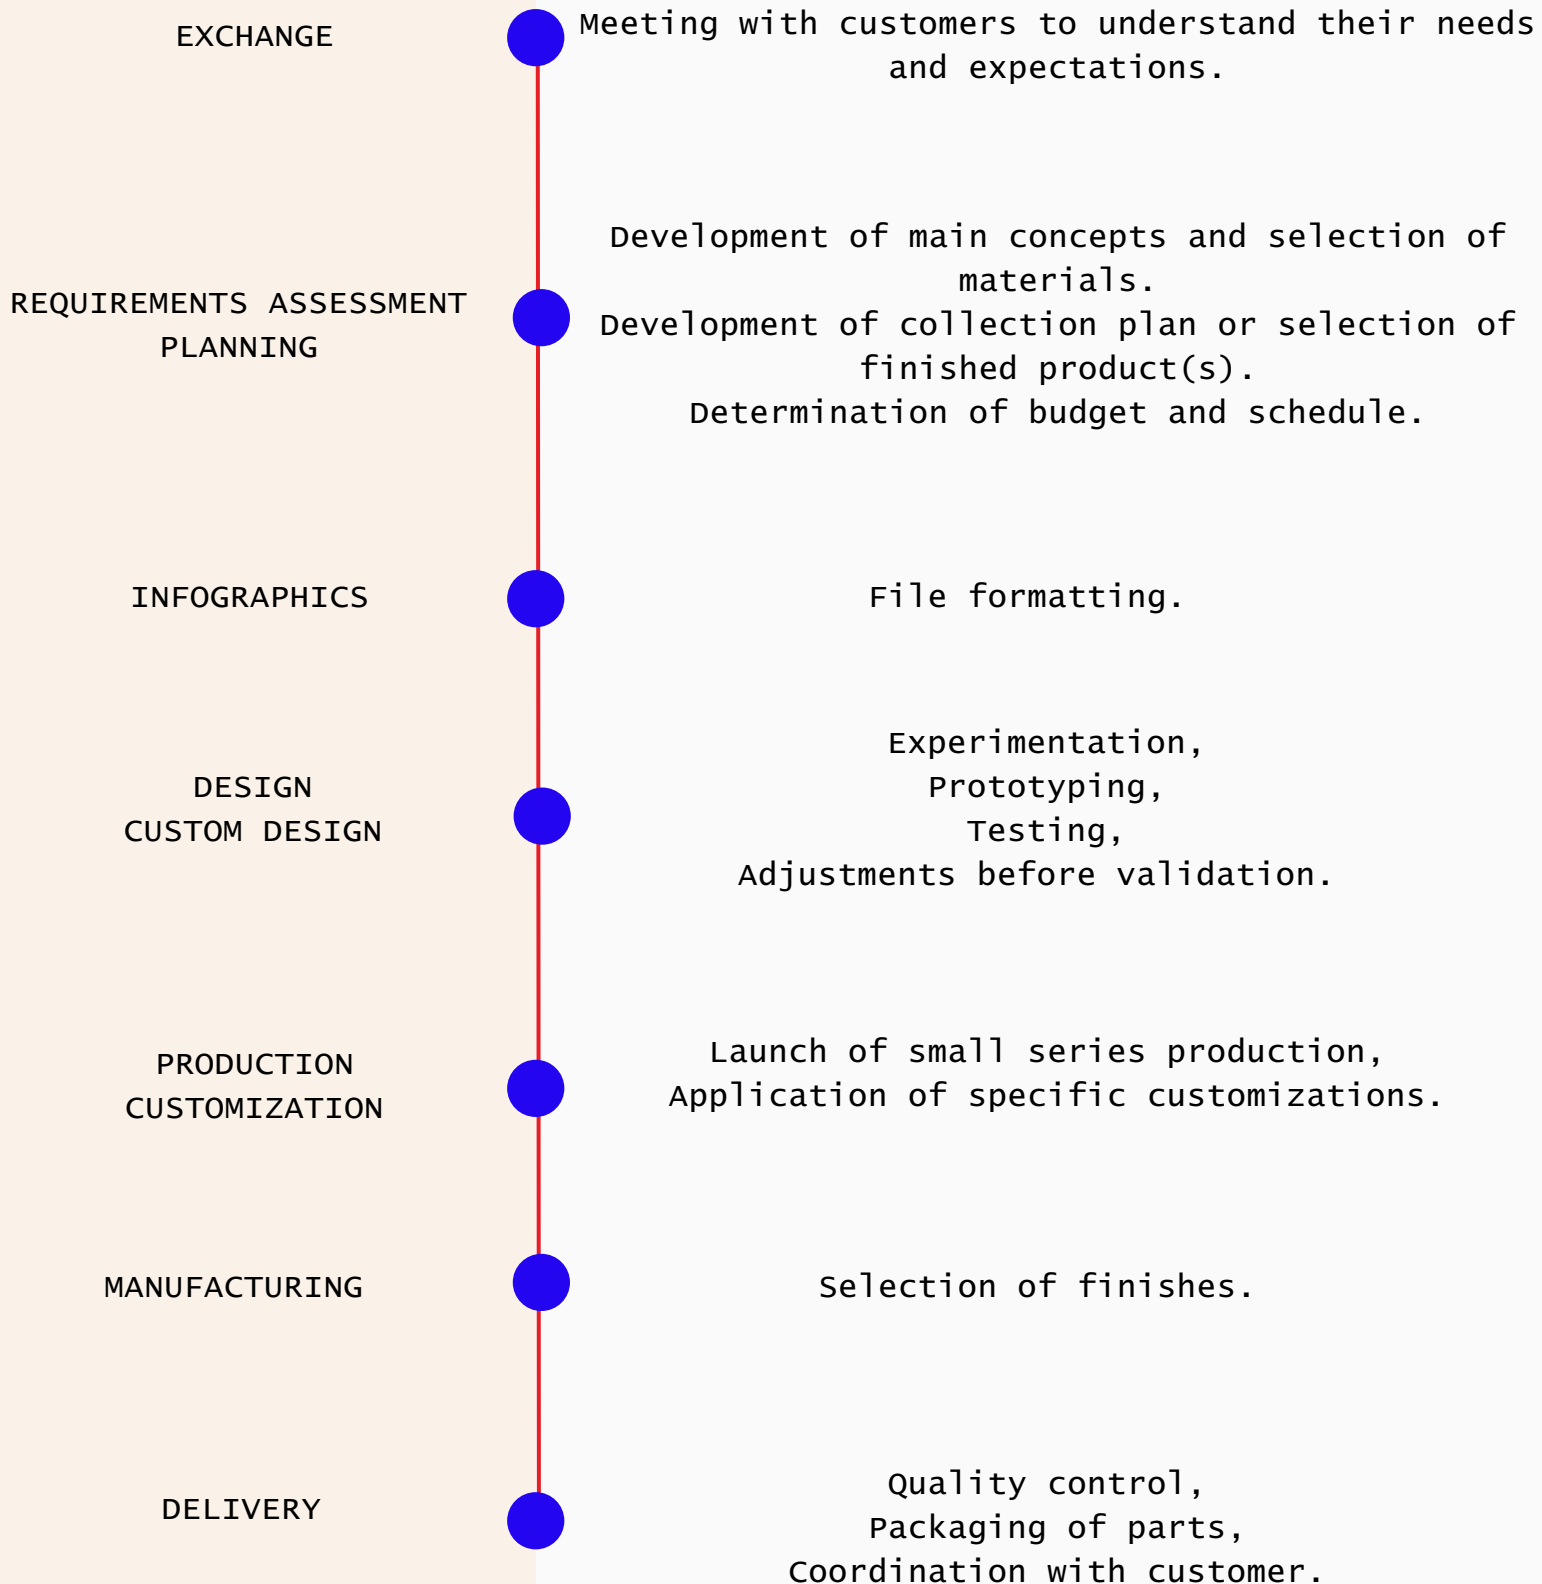 EXCHANGE
Meeting with customers to understand their needs
and expectations.
REQUIREMENTS ASSESSMENT
PLANNING
Development of main concepts and selection of
materials.
Development of collection plan or selection of
finished product(s).
Determination of budget and schedule.
INFOGRAPHICS
File formatting.
DESIGN
CUSTOM DESIGN
Experimentation,
Prototyping,
Testing,
Adjustments before validation.
PRODUCTION
CUSTOMIZATION
Launch of small series production,
Application of specific customizations.
MANUFACTURING
Selection of finishes.
DELIVERY
Quality control,
Packaging of parts,
Coordination with customer.